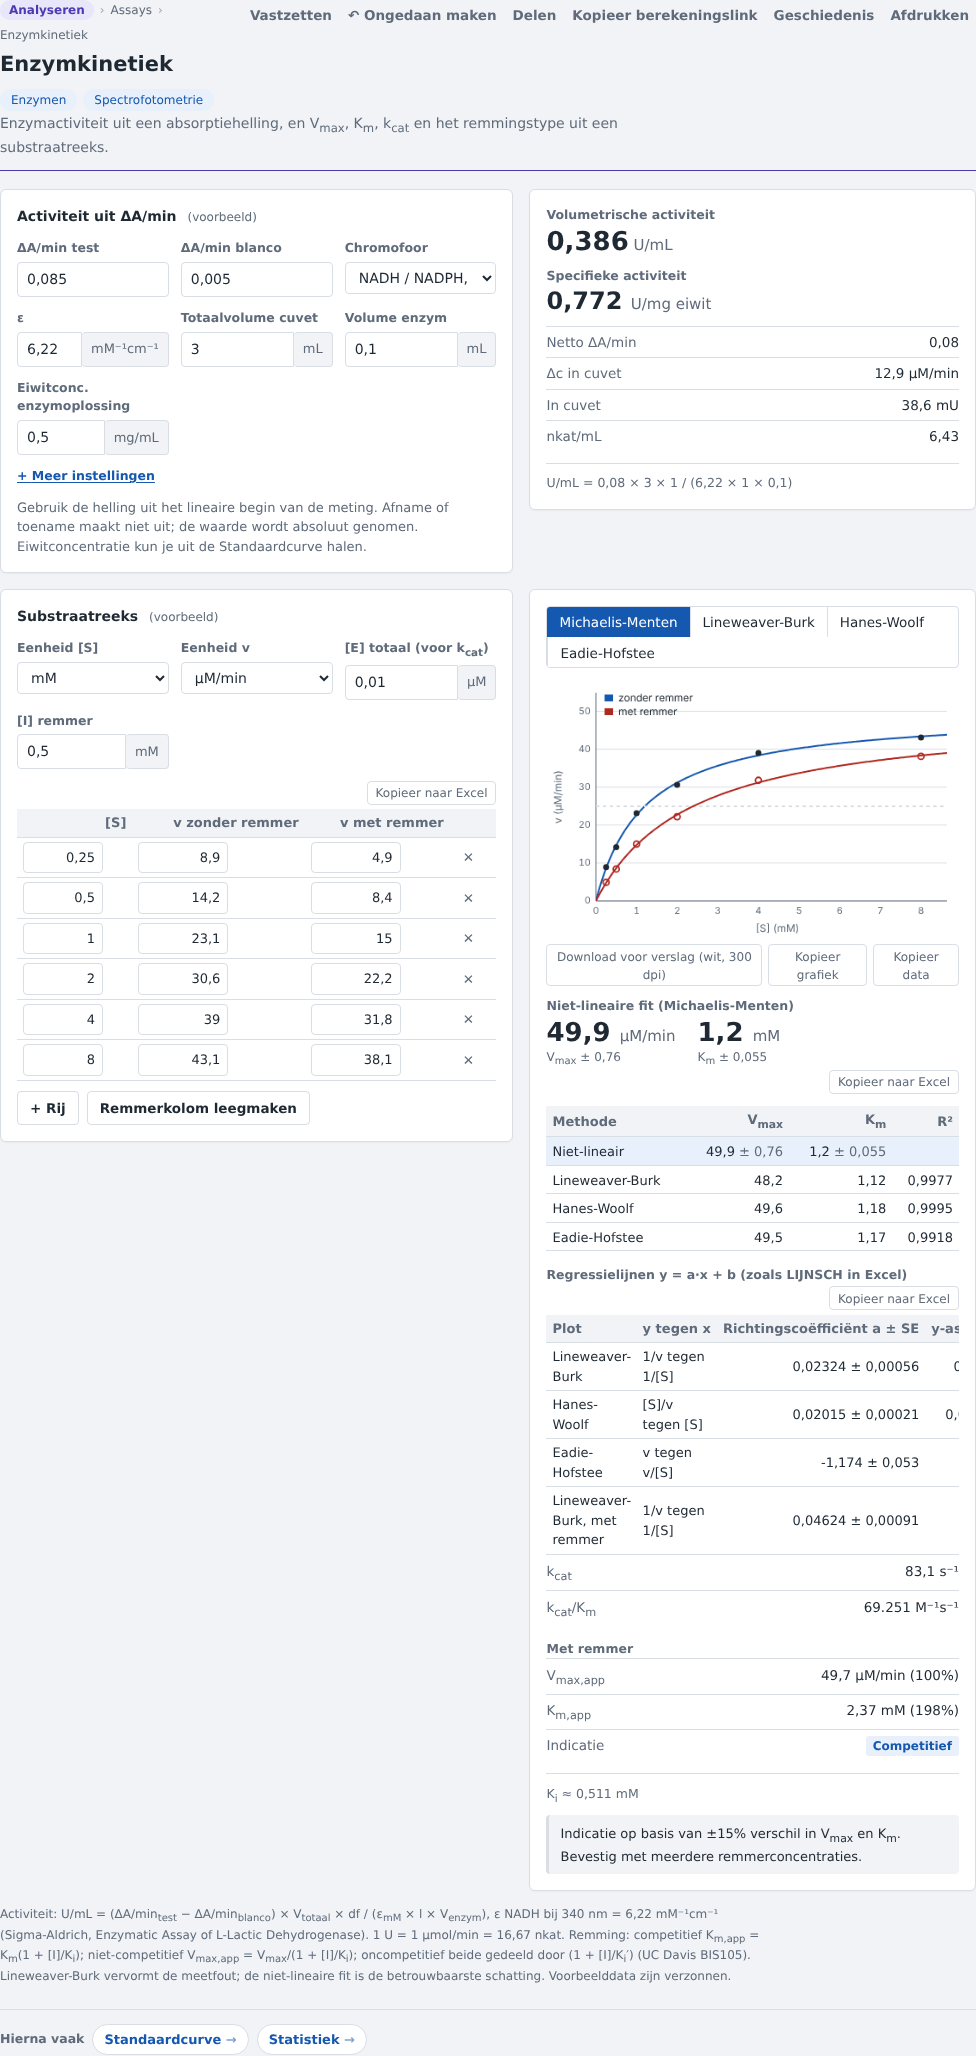 Analyseren › Assays ›
Enzymkinetiek
Vastzetten ↶ Ongedaan maken Delen Kopieer berekeningslink Geschiedenis Afdrukken
Enzymkinetiek
Enzymen Spectrofotometrie
Enzymactiviteit uit een absorptiehelling, en Vmax, Km, kcat en het remmingstype uit een
substraatreeks.
Activiteit uit ΔA/min (voorbeeld)
ΔA/min test ΔA/min blanco Chromofoor
0,085 0,005 NADH / NADPH,
ε Totaalvolume cuvet Volume enzym
6,22 mM⁻¹cm⁻¹ 3 mL 0,1 mL
Eiwitconc.
enzymoplossing
0,5 mg/mL
+ Meer instellingen
Gebruik de helling uit het lineaire begin van de meting. Afname of
toename maakt niet uit; de waarde wordt absoluut genomen.
Eiwitconcentratie kun je uit de Standaardcurve halen.
Volumetrische activiteit
0,386 U/mL
Specifieke activiteit
0,772 U/mg eiwit
Netto ΔA/min 0,08
Δc in cuvet 12,9 µM/min
In cuvet 38,6 mU
nkat/mL 6,43
U/mL = 0,08 × 3 × 1 / (6,22 × 1 × 0,1)
Substraatreeks (voorbeeld)
Eenheid [S] Eenheid v [E] totaal (voor kcat)
mM µM/min 0,01 µM
[I] remmer
0,5 mM
Kopieer naar Excel
[S] v zonder remmer v met remmer
0,25 8,9 4,9 ×
0,5 14,2 8,4 ×
1 23,1 15 ×
2 30,6 22,2 ×
4 39 31,8 ×
8 43,1 38,1 ×
+ Rij Remmerkolom leegmaken
Michaelis-Menten Lineweaver-Burk Hanes-Woolf
Eadie-Hofstee
zonder remmer
met remmer
50
40
30
20
10
0
v (µM/min)
0 1 2 3 4 5 6 7 8
[S] (mM)
Download voor verslag (wit, 300
dpi)
Kopieer
grafiek
Kopieer
data
Niet-lineaire fit (Michaelis-Menten)
49,9 µM/min 1,2 mM
Vmax ± 0,76 Km ± 0,055
Kopieer naar Excel
Methode Vmax Km R²
Niet-lineair 49,9 ± 0,76 1,2 ± 0,055
Lineweaver-Burk 48,2 1,12 0,9977
Hanes-Woolf 49,6 1,18 0,9995
Eadie-Hofstee 49,5 1,17 0,9918
Regressielijnen y = a·x + b (zoals LIJNSCH in Excel)
Kopieer naar Excel
Plot y tegen x Richtingscoëfficiënt a ± SE
Lineweaver-
Burk
1/v tegen
1/[S]
0,02324 ± 0,00056
Hanes-
Woolf
[S]/v
tegen [S]
0,02015 ± 0,00021
Eadie-
Hofstee
v tegen
v/[S]
-1,174 ± 0,053
Lineweaver-
Burk, met
remmer
1/v tegen
1/[S]
0,04624 ± 0,00091
kcat 83,1 s⁻¹
kcat/Km 69.251 M⁻¹s⁻¹
Met remmer
Vmax,app 49,7 µM/min (100%)
Km,app 2,37 mM (198%)
Indicatie Competitief
Ki ≈ 0,511 mM
Indicatie op basis van ±15% verschil in Vmax en Km.
Bevestig met meerdere remmerconcentraties.
Activiteit: U/mL = (ΔA/mintest − ΔA/minblanco) × Vtotaal × df / (εmM × l × Venzym), ε NADH bij 340 nm = 6,22 mM⁻¹cm⁻¹
(Sigma-Aldrich, Enzymatic Assay of L-Lactic Dehydrogenase). 1 U = 1 µmol/min = 16,67 nkat. Remming: competitief Km,app =
Km(1 + [I]/Ki); niet-competitief Vmax,app = Vmax/(1 + [I]/Ki); oncompetitief beide gedeeld door (1 + [I]/Ki′) (UC Davis BIS105).
Lineweaver-Burk vervormt de meetfout; de niet-lineaire fit is de betrouwbaarste schatting. Voorbeelddata zijn verzonnen.
Hierna vaak Standaardcurve → Statistiek →